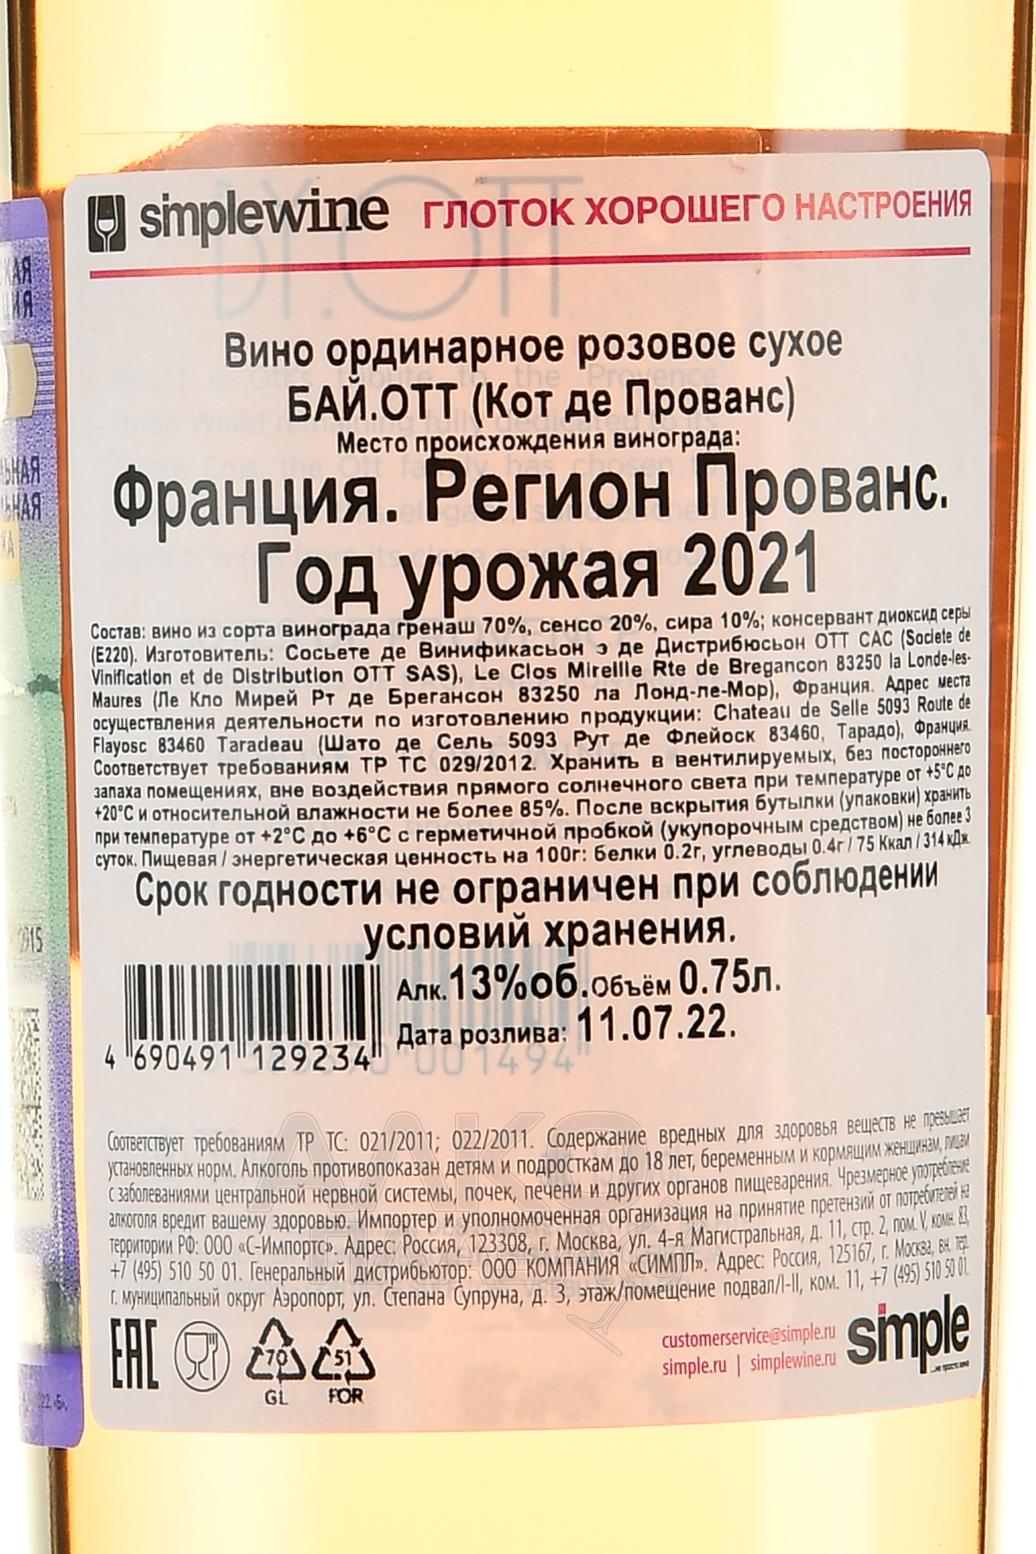 simplewine ГЛОТОК ХОРОШЕГО НАСТРОЕНИЯ
BY.OTT
Вино ординарное розовое сухое
БАЙ.ОТТ (Кот де Прованс)
Место происхождения винограда:
Франция. Регион Прованс.
Год урожая 2021
Состав: вино из сорта винограда гренаш 70%, сенсо 20%, сира 10%; консервант диоксид серы
(E220). Изготовитель: Сосьете де Винификасьон э де Дистрибюсьон ОТТ САС (Societe de
Vinification et de Distribution OTT SAS), Le Clos Mireille Rte de Bregancon 83250 la Londe-les-
Maures (Ле Кло Мирей Рт де Брегансон 83250 ла Лонд-ле-Мор), Франция. Адрес места
осуществления деятельности по изготовлению продукции: Chateau de Selle 5093 Route de
Flayosc 83460 Taradeau (Шато де Сель 5093 Рут де Флейоск 83460, Тарадо), Франция.
Соответствует требованиям ТР ТС 029/2012. Хранить в вентилируемых, без постороннего
запаха помещениях, вне воздействия прямого солнечного света при температуре от +5°С до
+20°С и относительной влажности не более 85%. После вскрытия бутылки (упаковки) хранить
при температуре от +2°С до +6°С с герметичной пробкой (укупорочным средством) не более 3
суток. Пищевая / энергетическая ценность на 100г: белки 0.2г, углеводы 0.4г / 75 Ккал / 314 кДж.
Срок годности не ограничен при соблюдении
условий хранения.
Алк.13%об.Объём 0.75л.
Дата розлива: 11.07.22.
4 690491 129234
001494
Соответствует требованиям ТР ТС: 021/2011; 022/2011. Содержание вредных для здоровья веществ не превышает
установленных норм. Алкоголь противопоказан детям и подросткам до 18 лет, беременным и кормящим женщинам, лицам
с заболеваниями центральной нервной системы, почек, печени и других органов пищеварения. Чрезмерное употребление
алкоголя вредит вашему здоровью. Импортер и уполномоченная организация на принятие претензий от потребителей на
территории РФ: ООО «С-Импортс». Адрес: Россия, 123308, г. Москва, ул. 4-я Магистральная, д. 11, стр. 2, пом. V, комн. 83,
+7 (495) 510 50 01. Генеральный дистрибьютор: ООО КОМПАНИЯ «СИМПЛ». Адрес: Россия, 125167, г. Москва, вн. тер.
г. муниципальный округ Аэропорт, ул. Степана Супруна, д. 3, этаж/помещение подвал/I-II, ком. 11, +7 (495) 510 50 01.
EAC 70 GL 51 FOR
customerservice@simple.ru
simple.ru | simplewine.ru
simple
...не просто вино